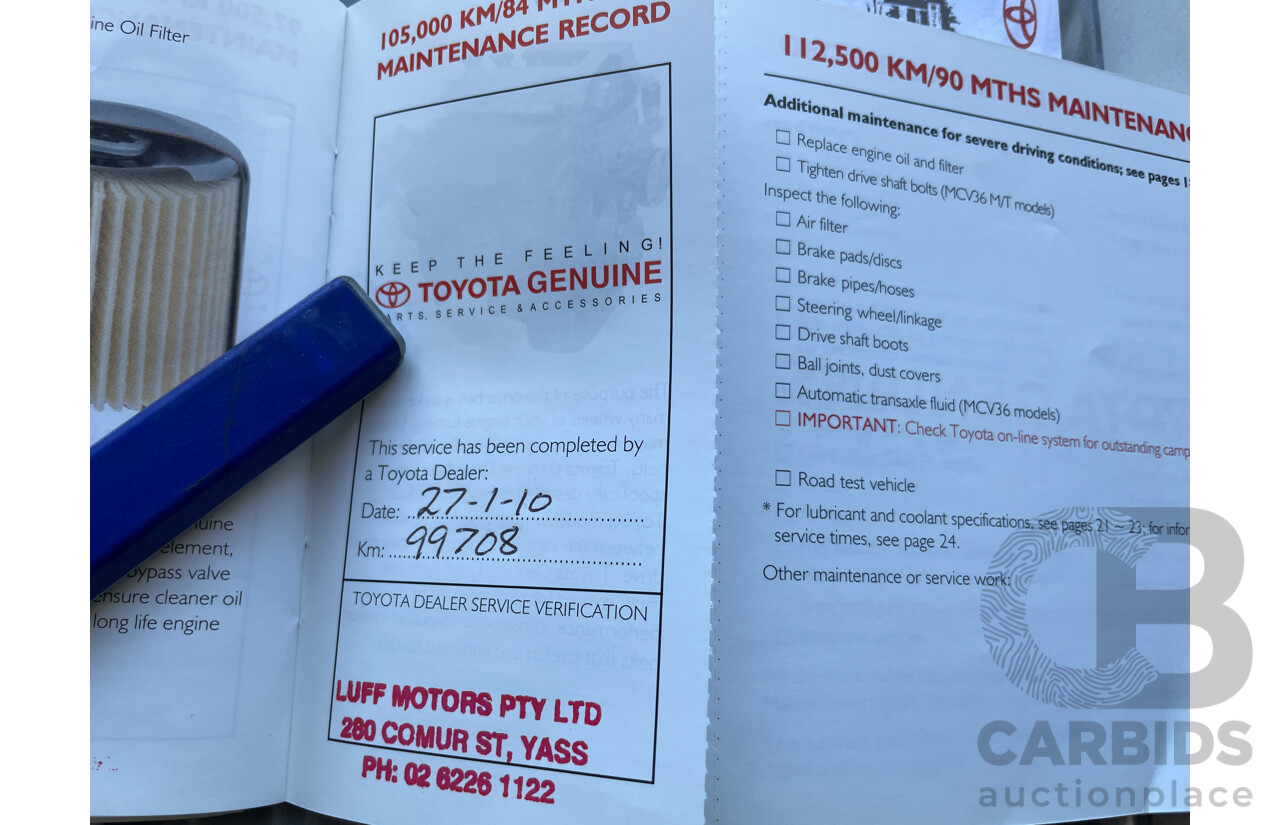 ine Oil Filter
uine
element,
bypass valve
ensure cleaner oil
long life engine
105,000 KM/84 MTH
MAINTENANCE RECORD
KEEP THE FEELING!
TOYOTA GENUINE
ARTS, SERVICE & ACCESSORIES
This service has been completed by
a Toyota Dealer:
Date: 27-1-10
Km: 99708
TOYOTA DEALER SERVICE VERIFICATION
LUFF MOTORS PTY LTD
280 COMUR ST, YASS
PH: 02 6226 1122
112,500 KM/90 MTHS MAINTENANC
Additional maintenance for severe driving conditions; see pages 1
Replace engine oil and filter
Tighten drive shaft bolts (MCV36 M/T models)
Inspect the following:
Air filter
Brake pads/discs
Brake pipes/hoses
Steering wheel/linkage
Drive shaft boots
Ball joints, dust covers
Automatic transaxle fluid (MCV36 models)
IMPORTANT: Check Toyota on-line system for outstanding camp
Road test vehicle
* For lubricant and coolant specifications, see pages 21 – 23; for infor
service times, see page 24.
Other maintenance or service work:
CB
CARBIDS
auctionplace